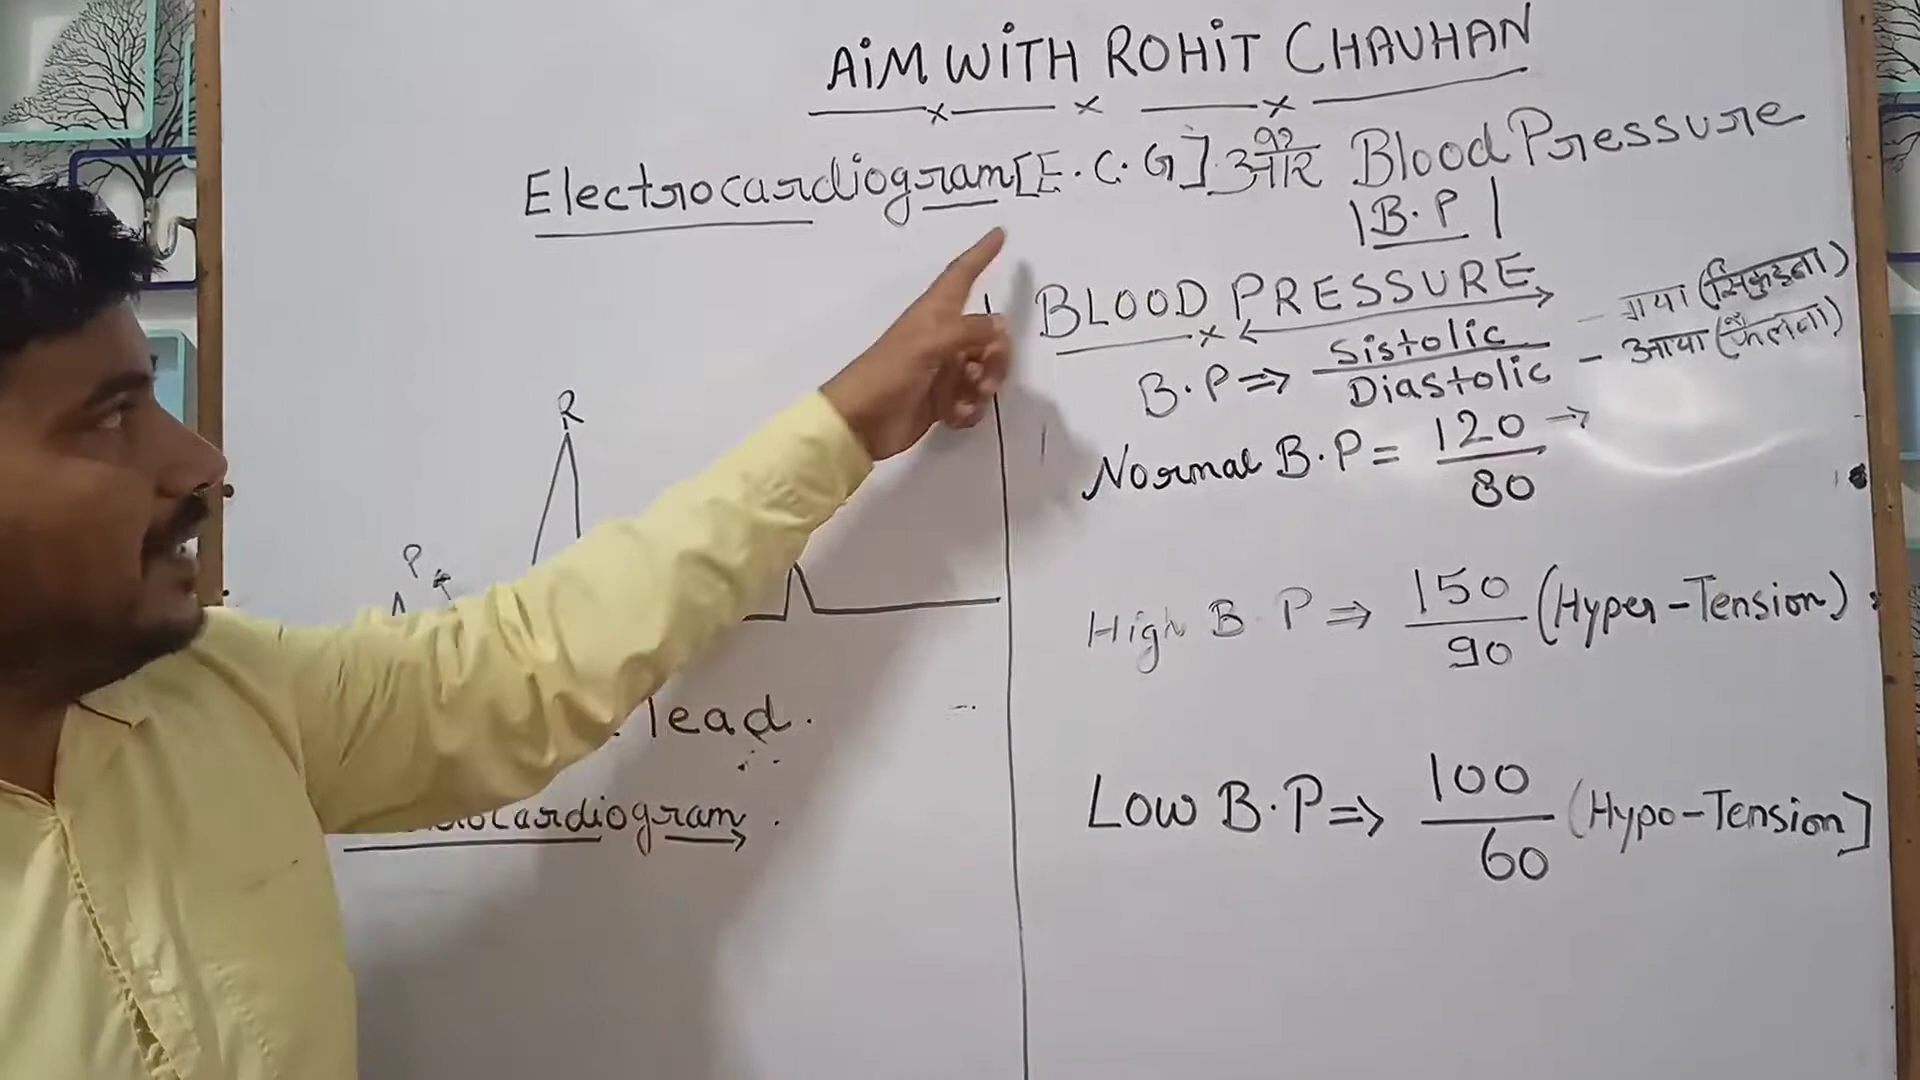 AiM WiTH ROHiT CHAUHAN
Electrocardiogram [E.C.G] और Blood Pressure
|B.P|
BLOOD PRESSURE
B.P ⇒ Sistolic - गया (सिकुड़ना)
Diastolic - आया (फैलना)
Normal B.P = 120 →
80
High B.P ⇒ 150 (Hyper-Tension)
90
Low B.P ⇒ 100 (Hypo-Tension]
60
R
P
lead.
cardiogram.